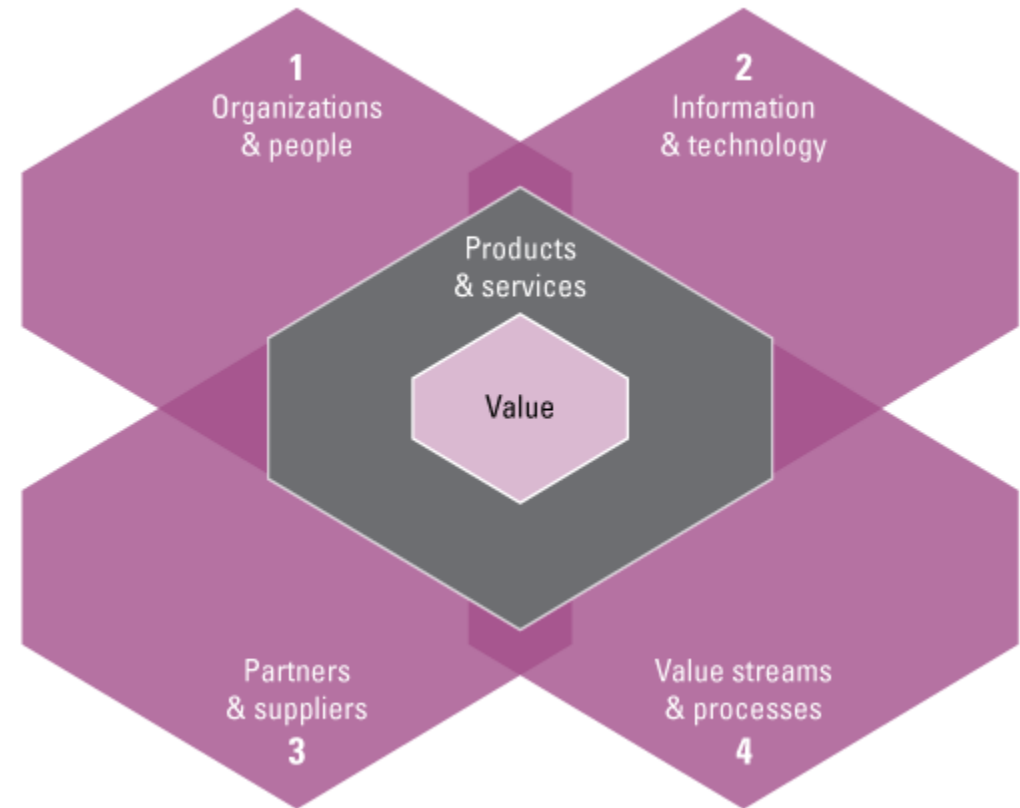 1
Organizations
& people
2
Information
& technology
Products
& services
Value
Partners
& suppliers
3
Value streams
& processes
4